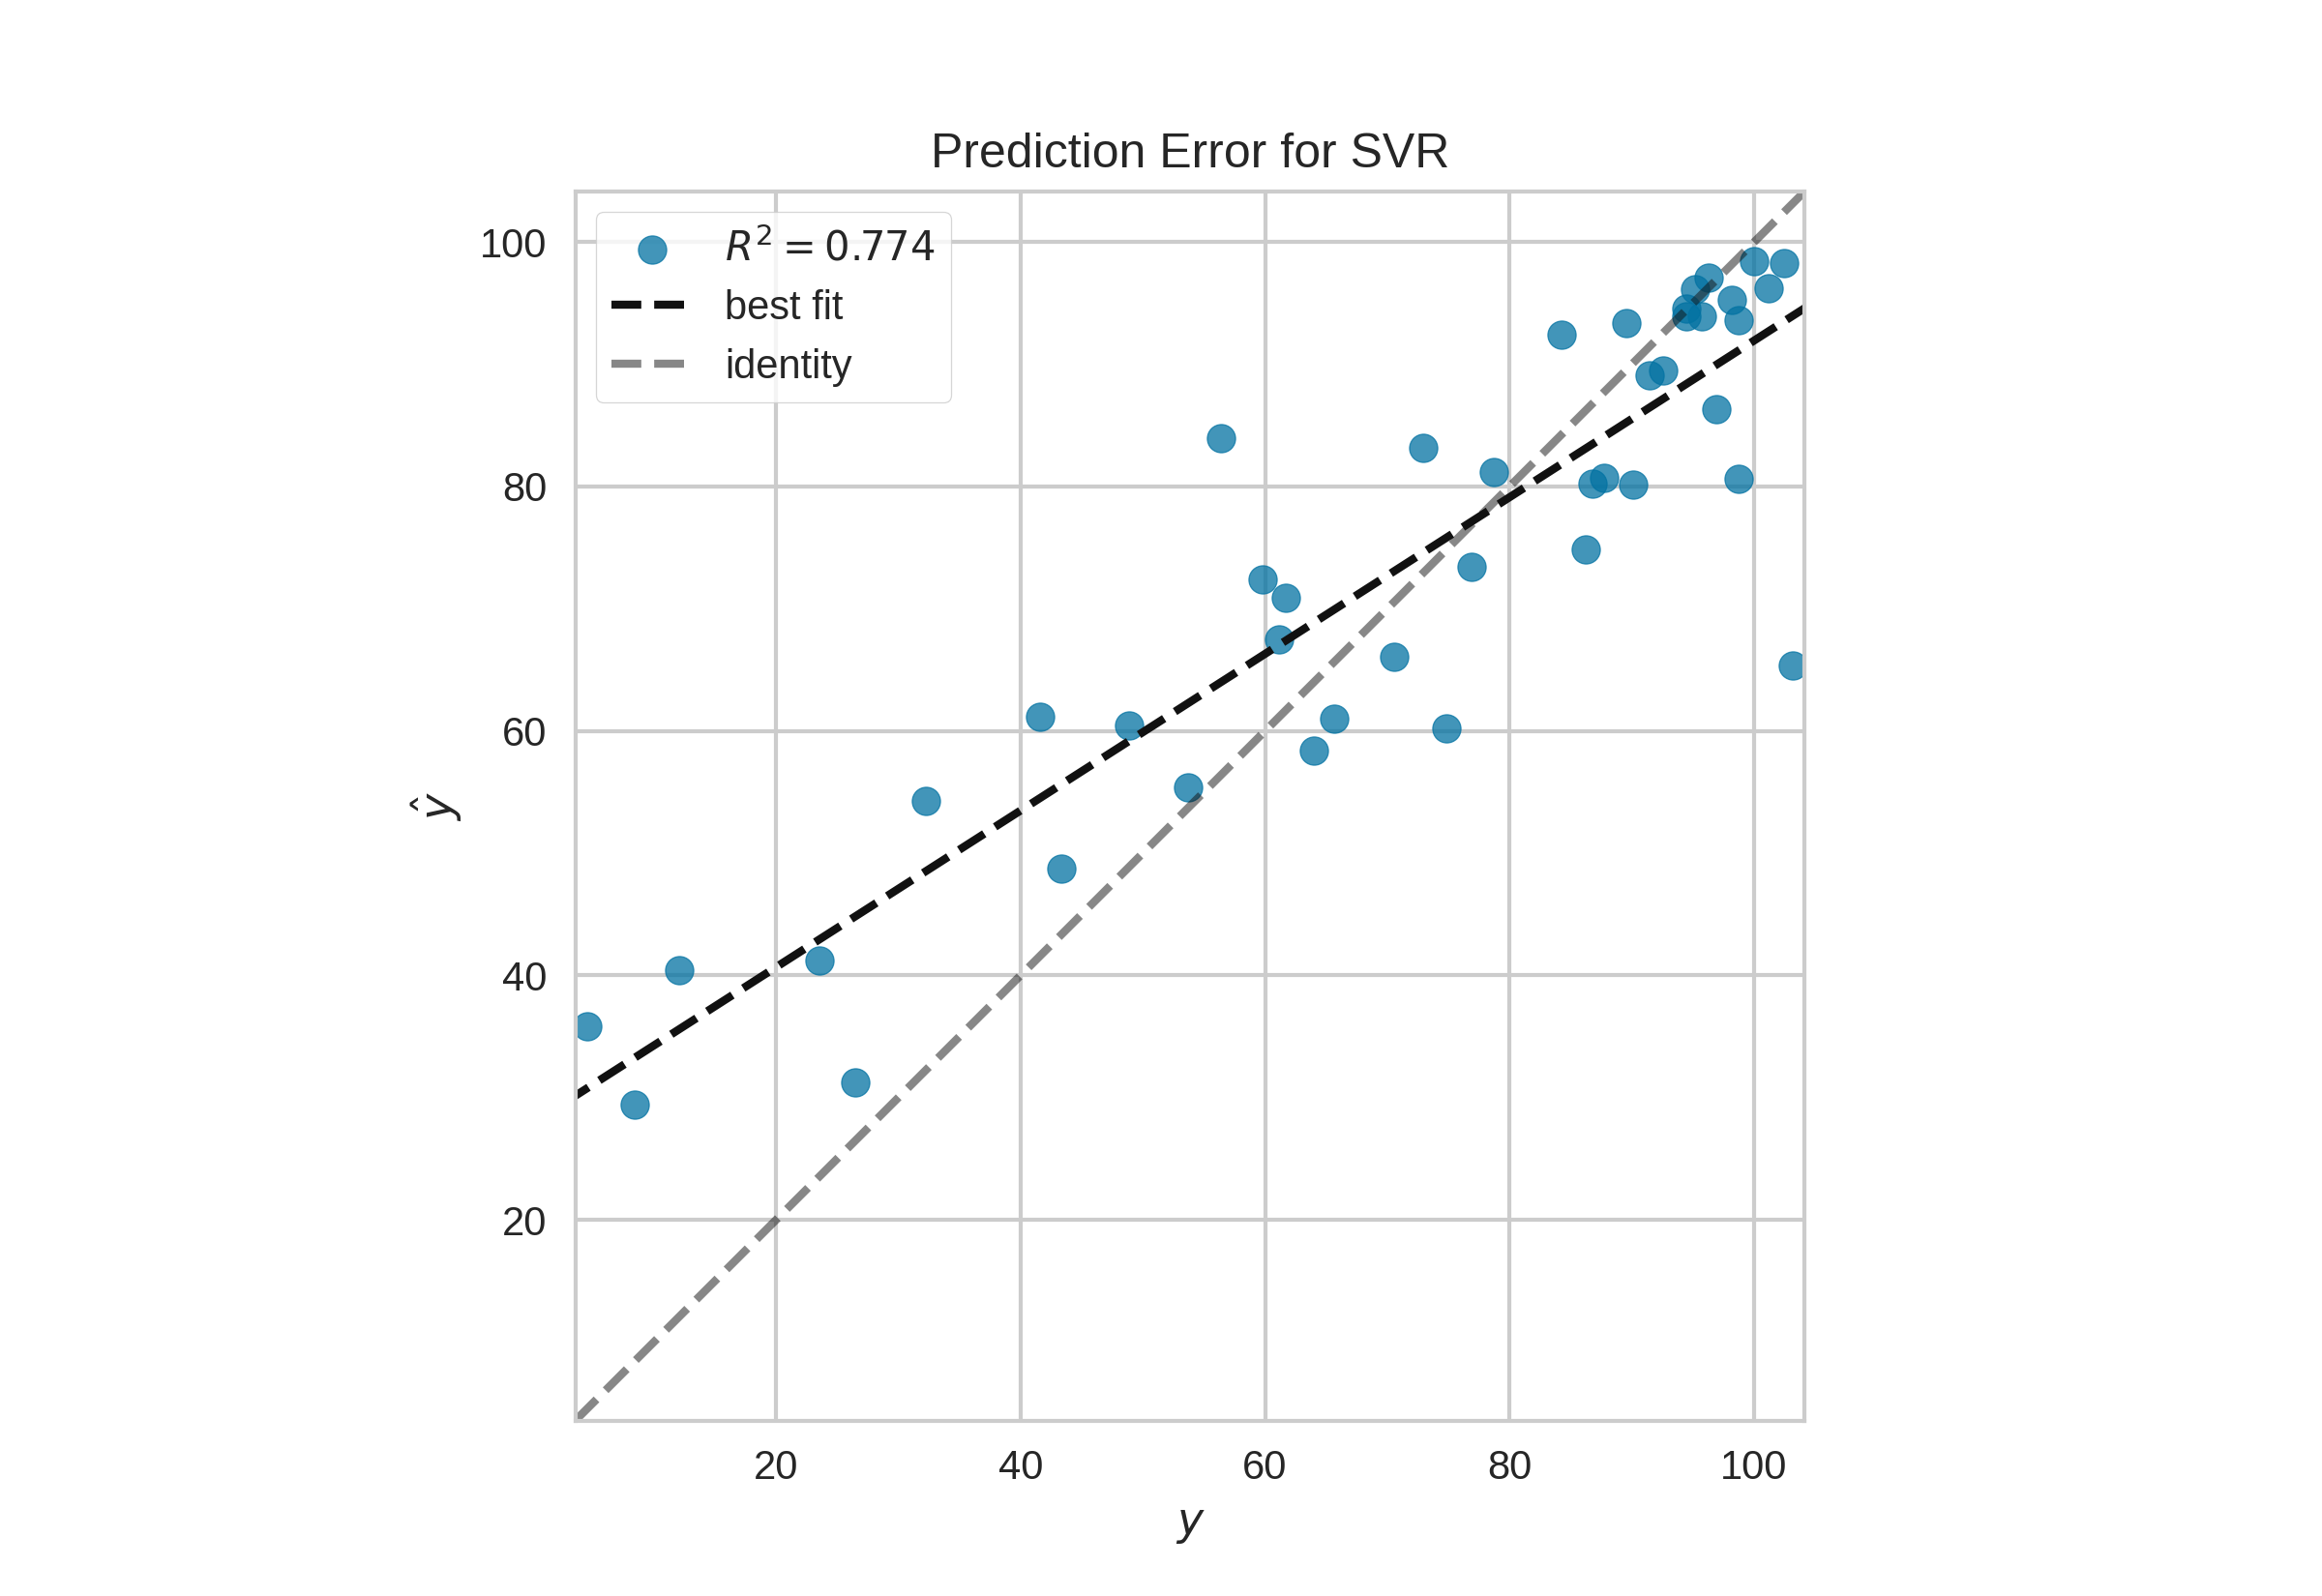 Prediction Error for SVR
R² = 0.774
best fit
identity
100
80
60
40
20
ŷ
20 40 60 80 100
y